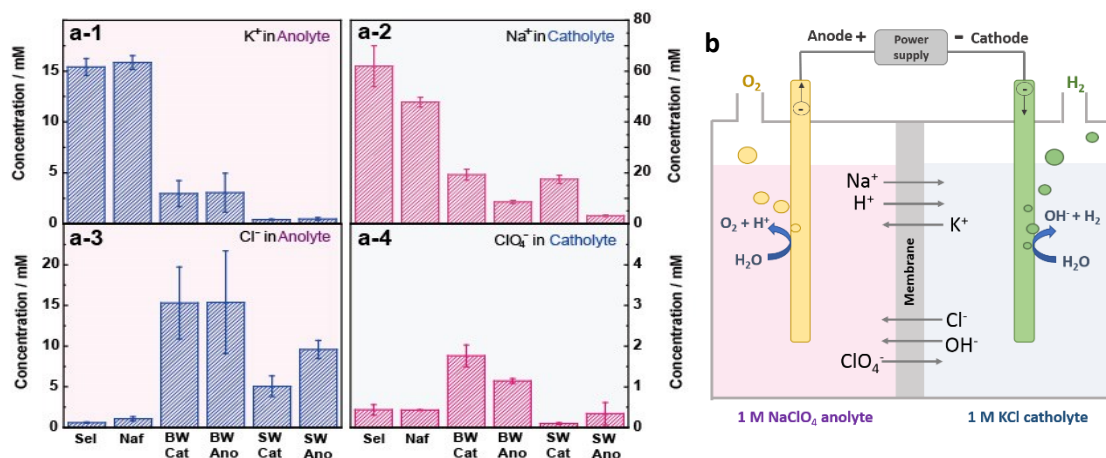 a-1
K⁺ in Anolyte
Concentration / mM
15
10
5
0
a-2
Na⁺ in Catholyte
80
60
40
20
0
Concentration / mM
a-3
Cl⁻ in Anolyte
Concentration / mM
20
15
10
5
0
a-4
ClO₄⁻ in Catholyte
4
3
2
1
0
Concentration / mM
Sel Naf BW Cat BW Ano SW Cat SW Ano
Sel Naf BW Cat BW Ano SW Cat SW Ano
b
Anode +
Power supply
- Cathode
O₂
H₂
-
-
Na⁺
H⁺
K⁺
O₂ + H⁺
H₂O
OH⁻ + H₂
H₂O
Membrane
Cl⁻
OH⁻
ClO₄⁻
1 M NaClO₄ anolyte
1 M KCl catholyte